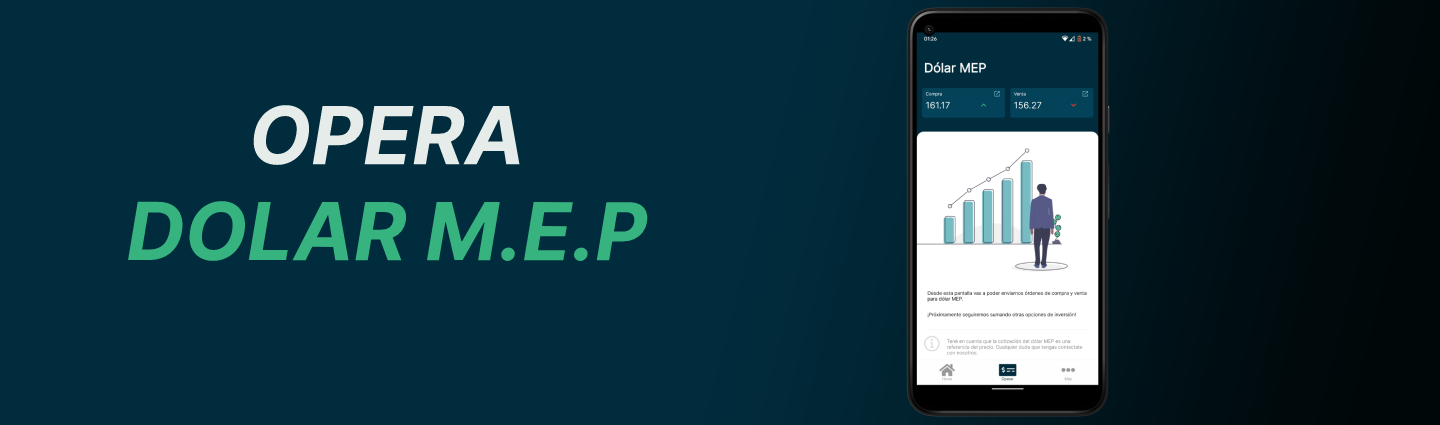 OPERA
DOLAR M.E.P
01:26
2 %
Dólar MEP
Compra
161.17
Venta
156.27
Desde esta pantalla vas a poder enviarnos órdenes de compra y venta
para dólar MEP.
¡Próximamente seguiremos sumando otras opciones de inversión!
Tené en cuenta que la cotización del dólar MEP es una
referencia del precio. Cualquier duda que tengas contactate
con nosotros.
Home
Operar
Más